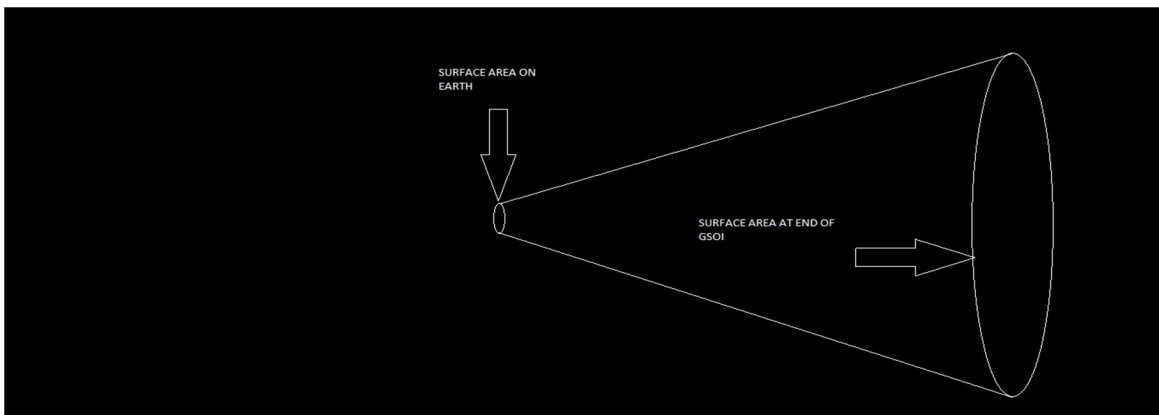 SURFACE AREA ON
EARTH
SURFACE AREA AT END OF
GSOI